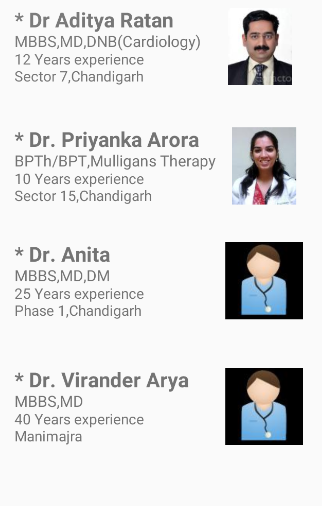 * Dr Aditya Ratan
MBBS,MD,DNB(Cardiology)
12 Years experience
Sector 7,Chandigarh
* Dr. Priyanka Arora
BPTh/BPT,Mulligans Therapy
10 Years experience
Sector 15,Chandigarh
* Dr. Anita
MBBS,MD,DM
25 Years experience
Phase 1,Chandigarh
* Dr. Virander Arya
MBBS,MD
40 Years experience
Manimajra